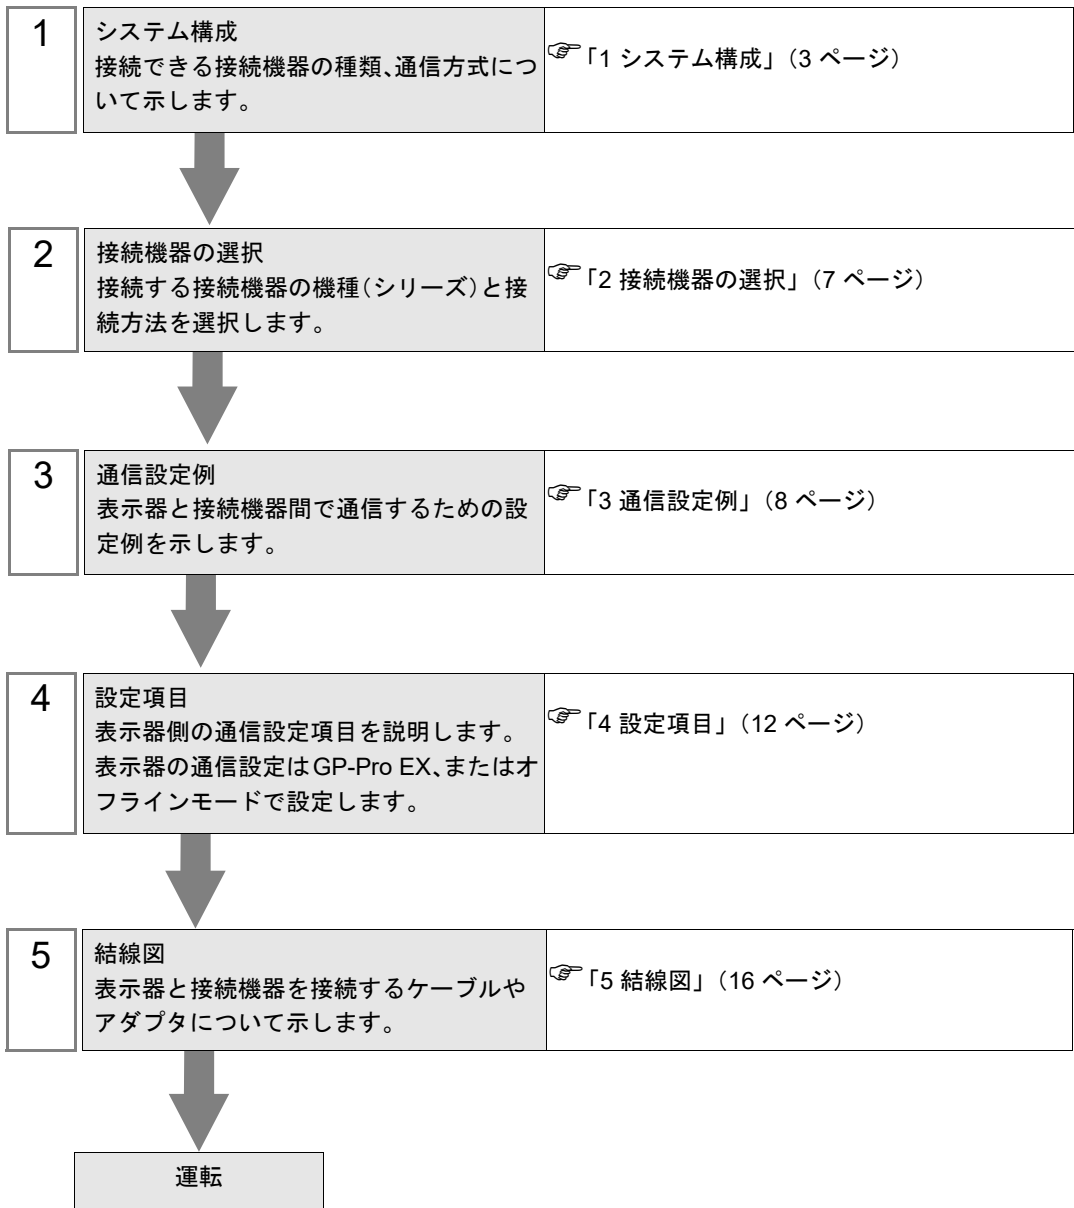 1
システム構成
接続できる接続機器の種類、通信方式につ
いて示します。
☞「1 システム構成」（3 ページ）
2
接続機器の選択
接続する接続機器の機種（シリーズ）と接
続方法を選択します。
☞「2 接続機器の選択」（7 ページ）
3
通信設定例
表示器と接続機器間で通信するための設
定例を示します。
☞「3 通信設定例」（8 ページ）
4
設定項目
表示器側の通信設定項目を説明します。
表示器の通信設定はGP-Pro EX、またはオ
フラインモードで設定します。
☞「4 設定項目」（12 ページ）
5
結線図
表示器と接続機器を接続するケーブルや
アダプタについて示します。
☞「5 結線図」（16 ページ）
運転